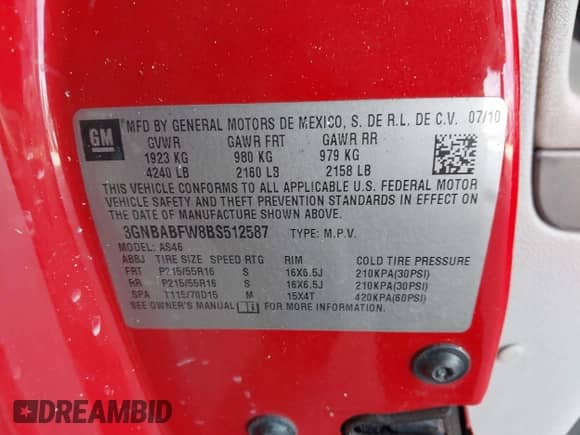 GM
MFD BY GENERAL MOTORS DE MEXICO, S. DE R.L. DE C.V. 07/10
GVWR GAWR FRT GAWR RR
1923 KG 980 KG 979 KG
4240 LB 2160 LB 2158 LB
THIS VEHICLE CONFORMS TO ALL APPLICABLE U.S. FEDERAL MOTOR
VEHICLE SAFETY AND THEFT PREVENTION STANDARDS IN EFFECT ON
THE DATE OF MANUFACTURE SHOWN ABOVE.
3GNBABFW8BS512587 TYPE: M.P.V.
MODEL: AS46
ABBJ TIRE SIZE SPEED RTG RIM COLD TIRE PRESSURE
FRT P215/55R16 S 16X6.5J 210KPA(30PSI)
RR P215/55R16 S 16X6.5J 210KPA(30PSI)
SPA T115/70D15 M 15X4T 420KPA(60PSI)
SEE OWNER'S MANUAL FOR MORE INFORMATION.
DREAMBID